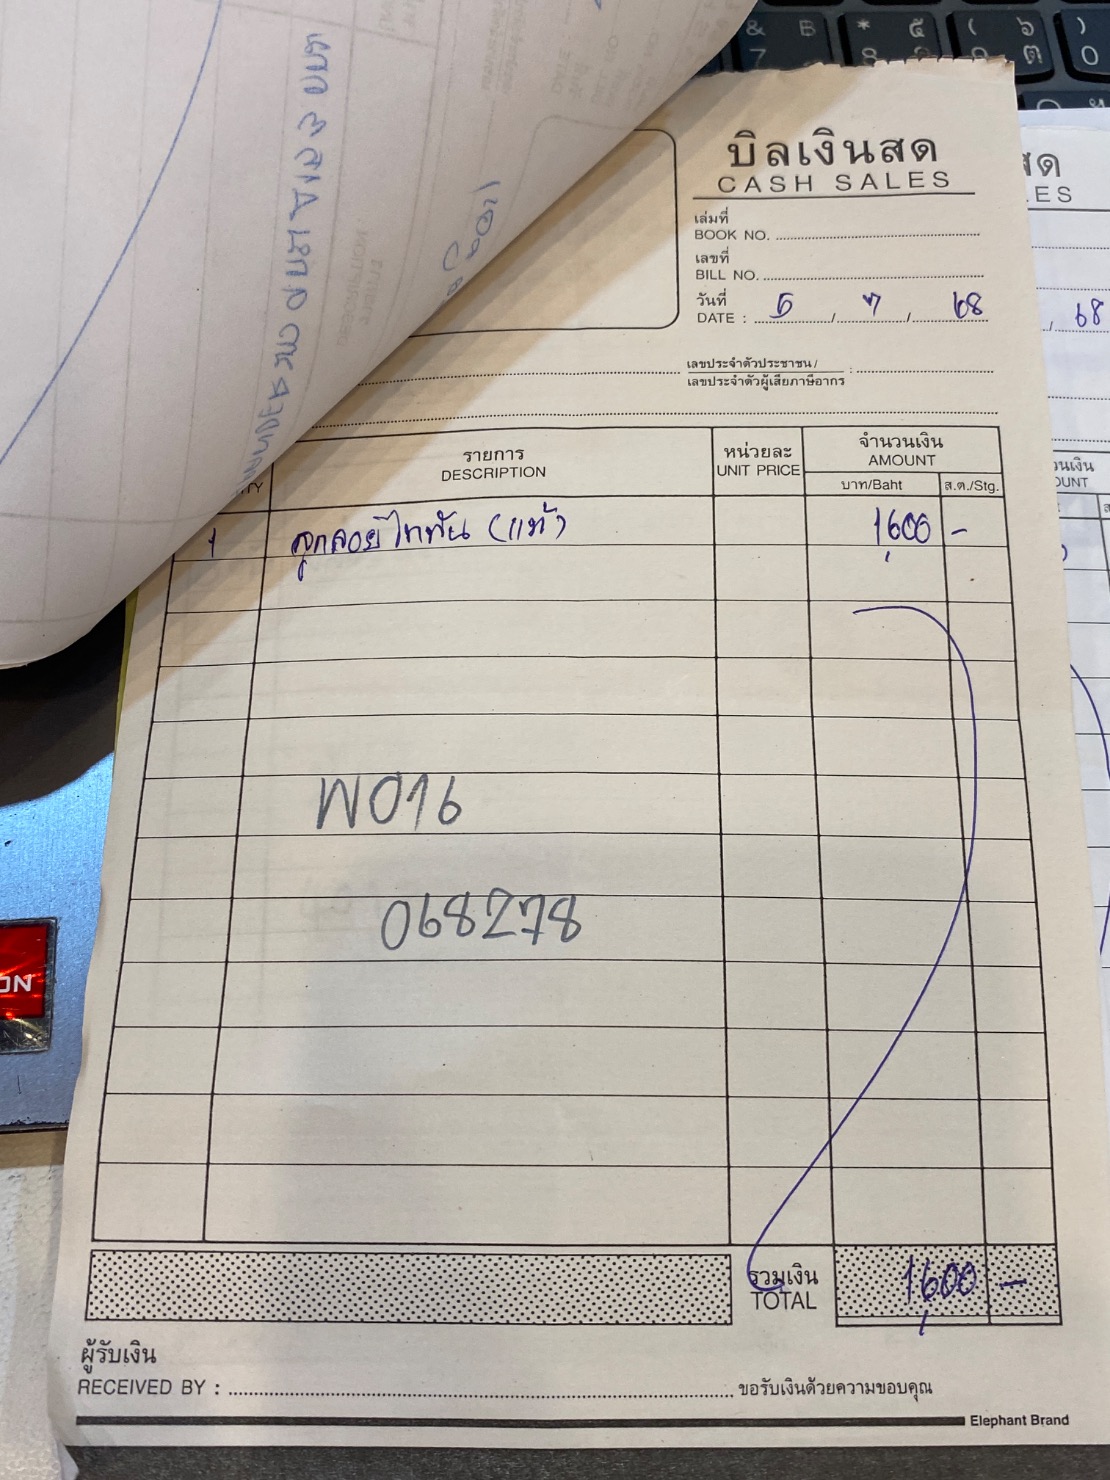 บิลเงินสด
CASH SALES
เล่มที่
BOOK NO.
เลขที่
BILL NO.
วันที่
DATE : 5 / 7 / 68
เลขประจำตัวประชาชน /
เลขประจำตัวผู้เสียภาษีอากร :
รายการ
DESCRIPTION
หน่วยละ
UNIT PRICE
จำนวนเงิน
AMOUNT
บาท/Baht ส.ต./Stg.
1 ลูกลอยไททัน (แท้) 1,600 -
W016
068278
รวมเงิน
TOTAL
1,600 -
ผู้รับเงิน
RECEIVED BY : ขอรับเงินด้วยความขอบคุณ
Elephant Brand